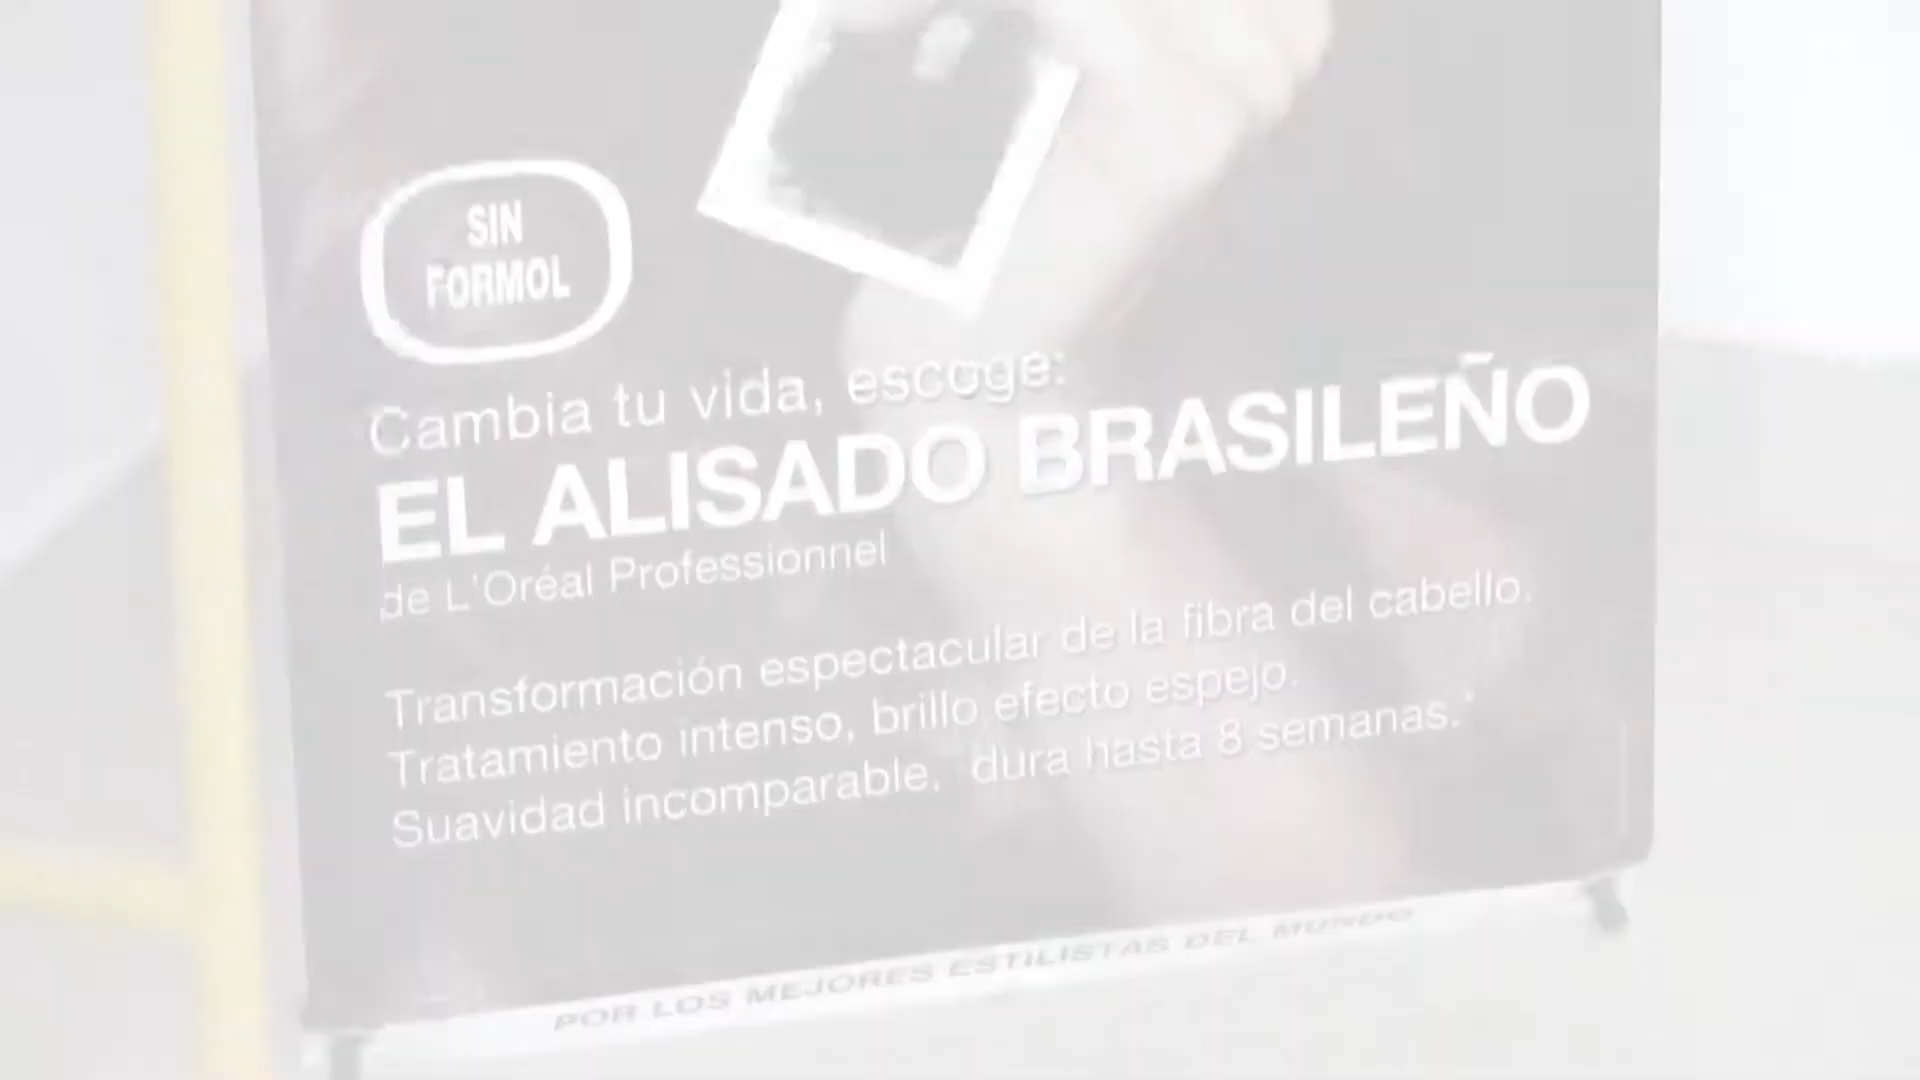 SIN
FORMOL
Cambia tu vida, escoge:
EL ALISADO BRASILEÑO
de L'Oréal Professionnel
Transformación espectacular de la fibra del cabello.
Tratamiento intenso, brillo efecto espejo.
Suavidad incomparable, dura hasta 8 semanas.*
POR LOS MEJORES ESTILISTAS DEL MUNDO